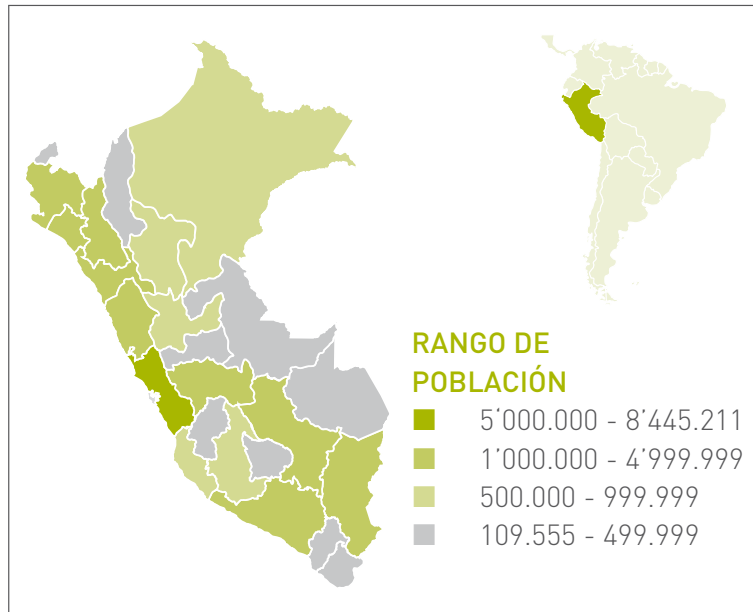 RANGO DE
POBLACIÓN
5’000.000 - 8’445.211
1’000.000 - 4’999.999
500.000 - 999.999
109.555 - 499.999